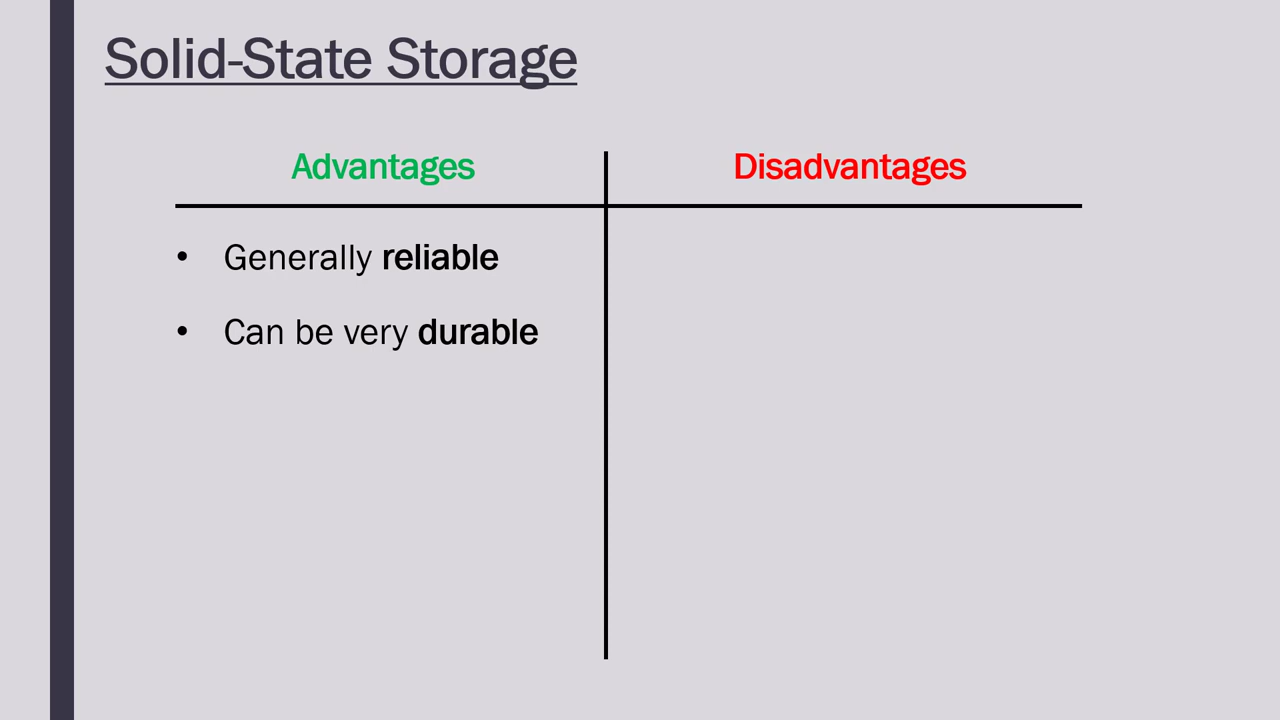 Solid-State Storage
Advantages
Disadvantages
• Generally reliable
• Can be very durable